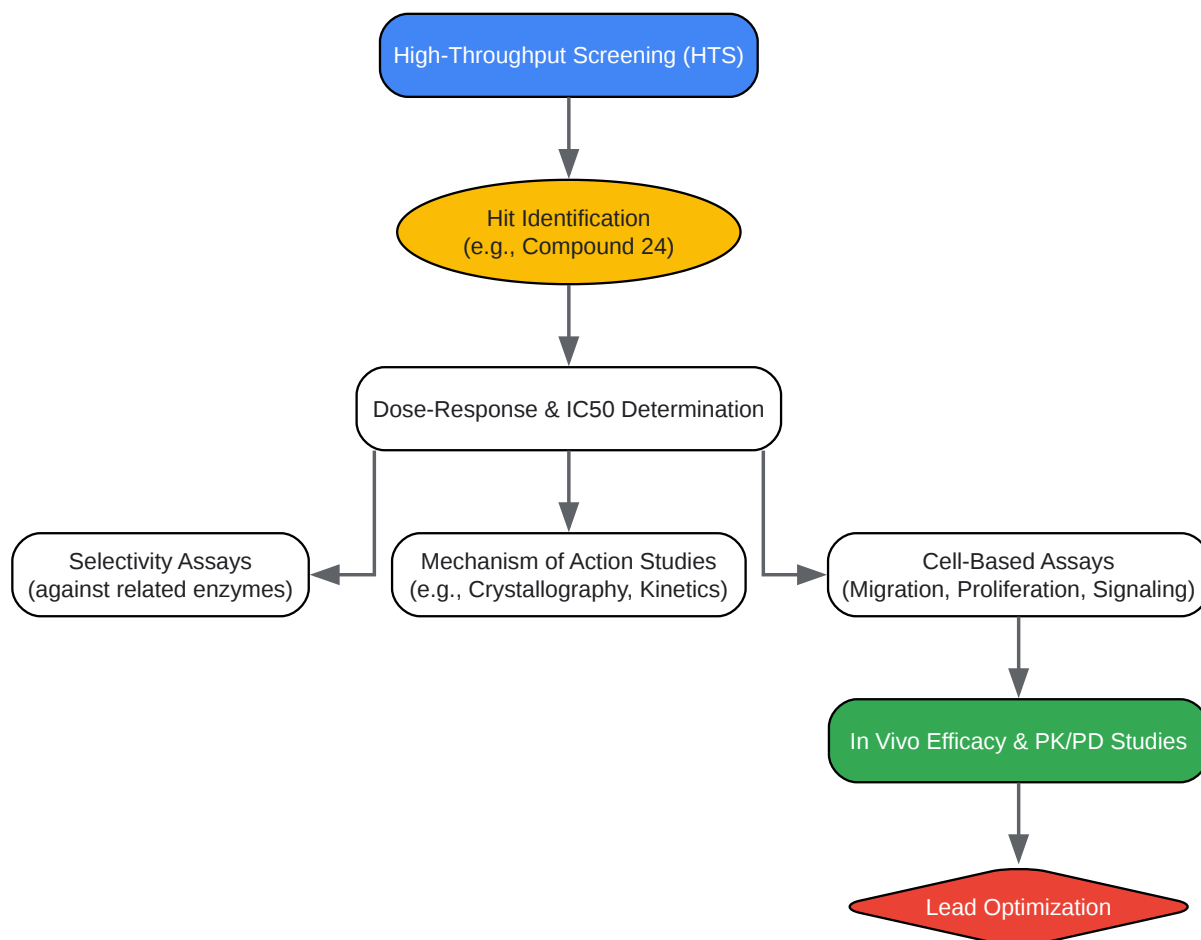 High-Throughput Screening (HTS)
Hit Identification
(e.g., Compound 24)
Dose-Response & IC50 Determination
Selectivity Assays
(against related enzymes)
Mechanism of Action Studies
(e.g., Crystallography, Kinetics)
Cell-Based Assays
(Migration, Proliferation, Signaling)
In Vivo Efficacy & PK/PD Studies
Lead Optimization